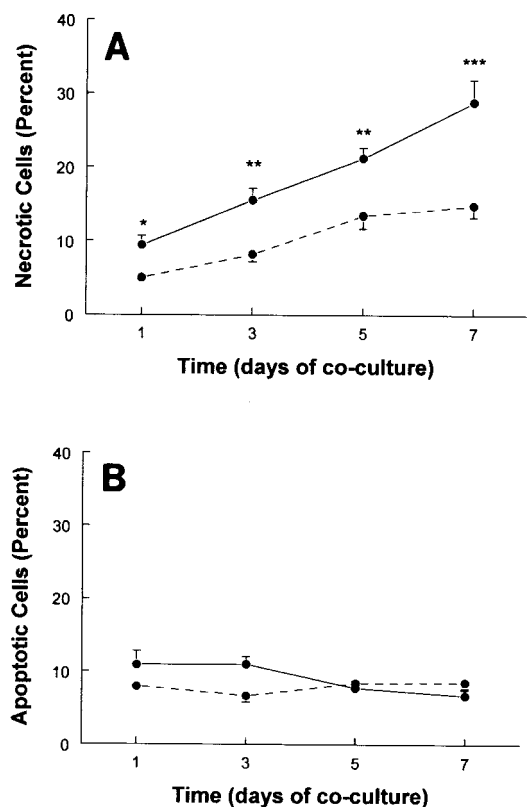 A
Necrotic Cells (Percent)
40
30
20
10
0
*
**
**
***
1 3 5 7
Time (days of co-culture)
B
Apoptotic Cells (Percent)
40
30
20
10
0
1 3 5 7
Time (days of co-culture)